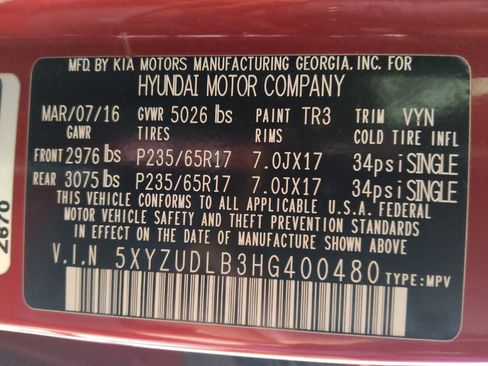 MFD. BY KIA MOTORS MANUFACTURING GEORGIA, INC. FOR
HYUNDAI MOTOR COMPANY
MAR/07/16 GVWR 5026 lbs PAINT TR3 TRIM VYN
GAWR TIRES RIMS COLD TIRE INFL
FRONT 2976 lbs P235/65R17 7.0JX17 34psi SINGLE
REAR 3075 lbs P235/65R17 7.0JX17 34psi SINGLE
THIS VEHICLE CONFORMS TO ALL APPLICABLE U.S.A. FEDERAL
MOTOR VEHICLE SAFETY AND THEFT PREVENTION STANDARDS
IN EFFECT ON THE DATE OF MANUFACTURE SHOWN ABOVE.
V.I.N 5XYZUDLB3HG400480 TYPE:MPV
2870